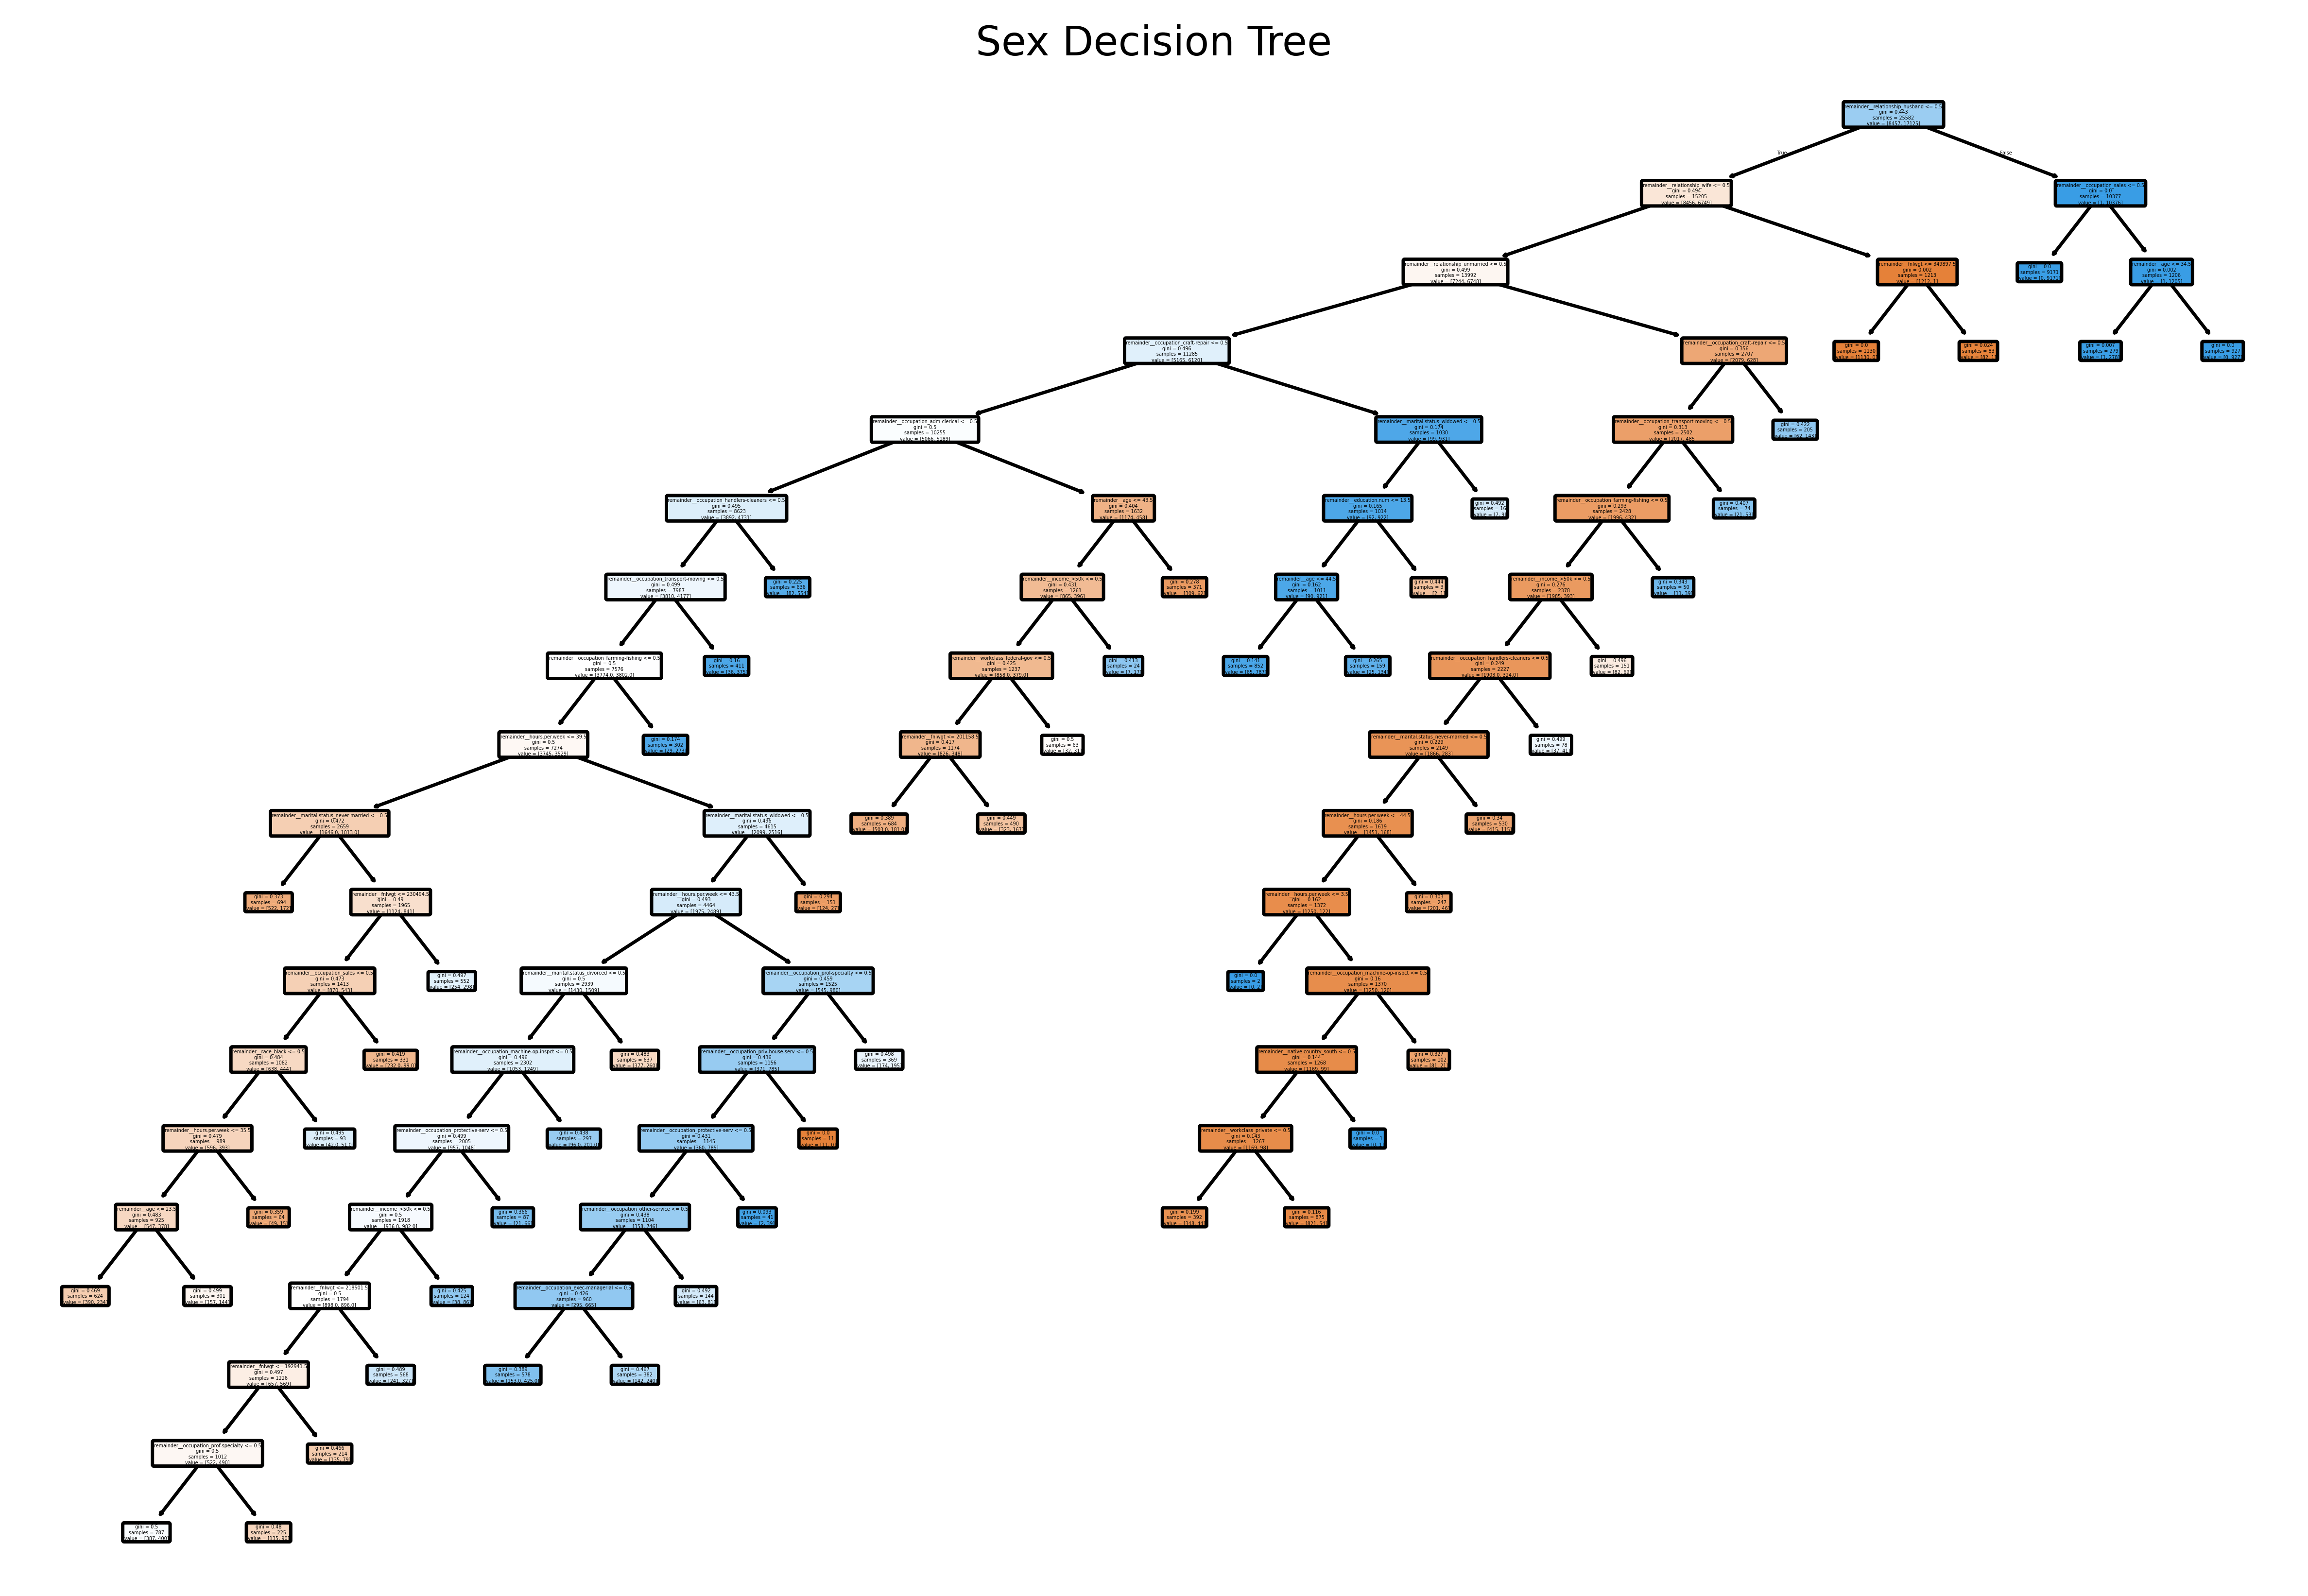 Sex Decision Tree
remainder__relationship_husband <= 0.5
gini = 0.443
samples = 25582
value = [8457, 17125]
True
False
remainder__relationship_wife <= 0.5
gini = 0.494
samples = 15205
value = [8456, 6749]
remainder__occupation_sales <= 0.5
gini = 0.0
samples = 10377
value = [1, 10376]
remainder__relationship_unmarried <= 0.5
gini = 0.499
samples = 13992
value = [7244, 6748]
remainder__fnlwgt <= 349897.5
gini = 0.002
samples = 1213
value = [1212, 1]
gini = 0.0
samples = 9171
value = [0, 9171]
remainder__age <= 34.5
gini = 0.002
samples = 1206
value = [1, 1205]
remainder__occupation_craft-repair <= 0.5
gini = 0.496
samples = 11285
value = [5165, 6120]
remainder__occupation_craft-repair <= 0.5
gini = 0.356
samples = 2707
value = [2079, 628]
gini = 0.0
samples = 1130
value = [1130, 0]
gini = 0.024
samples = 83
value = [82, 1]
gini = 0.007
samples = 279
value = [1, 278]
gini = 0.0
samples = 927
value = [0, 927]
remainder__occupation_adm-clerical <= 0.5
gini = 0.5
samples = 10255
value = [5066, 5189]
remainder__marital.status_widowed <= 0.5
gini = 0.174
samples = 1030
value = [99, 931]
remainder__occupation_transport-moving <= 0.5
gini = 0.313
samples = 2502
value = [2017, 485]
gini = 0.422
samples = 205
value = [62, 143]
remainder__occupation_handlers-cleaners <= 0.5
gini = 0.495
samples = 8623
value = [3892, 4731]
remainder__age <= 43.5
gini = 0.404
samples = 1632
value = [1174, 458]
remainder__education.num <= 13.5
gini = 0.165
samples = 1014
value = [92, 922]
gini = 0.492
samples = 16
value = [7, 9]
remainder__occupation_farming-fishing <= 0.5
gini = 0.293
samples = 2428
value = [1996, 432]
gini = 0.407
samples = 74
value = [21, 53]
remainder__occupation_transport-moving <= 0.5
gini = 0.499
samples = 7987
value = [3810, 4177]
gini = 0.225
samples = 636
value = [82, 554]
remainder__income_>50k <= 0.5
gini = 0.431
samples = 1261
value = [865, 396]
gini = 0.278
samples = 371
value = [309, 62]
remainder__age <= 44.5
gini = 0.162
samples = 1011
value = [90, 921]
gini = 0.444
samples = 3
value = [2, 1]
remainder__income_>50k <= 0.5
gini = 0.276
samples = 2378
value = [1985, 393]
gini = 0.343
samples = 50
value = [11, 39]
remainder__occupation_farming-fishing <= 0.5
gini = 0.5
samples = 7576
value = [3774.0, 3802.0]
gini = 0.16
samples = 411
value = [36, 375]
remainder__workclass_federal-gov <= 0.5
gini = 0.425
samples = 1237
value = [858.0, 379.0]
gini = 0.413
samples = 24
value = [7, 17]
gini = 0.141
samples = 852
value = [65, 787]
gini = 0.265
samples = 159
value = [25, 134]
remainder__occupation_handlers-cleaners <= 0.5
gini = 0.249
samples = 2227
value = [1903.0, 324.0]
gini = 0.496
samples = 151
value = [82, 69]
remainder__hours.per.week <= 39.5
gini = 0.5
samples = 7274
value = [3745, 3529]
gini = 0.174
samples = 302
value = [29, 273]
remainder__fnlwgt <= 201158.5
gini = 0.417
samples = 1174
value = [826, 348]
gini = 0.5
samples = 63
value = [32, 31]
remainder__marital.status_never-married <= 0.5
gini = 0.229
samples = 2149
value = [1866, 283]
gini = 0.499
samples = 78
value = [37, 41]
remainder__marital.status_never-married <= 0.5
gini = 0.472
samples = 2659
value = [1646.0, 1013.0]
remainder__marital.status_widowed <= 0.5
gini = 0.496
samples = 4615
value = [2099, 2516]
gini = 0.389
samples = 684
value = [503.0, 181.0]
gini = 0.449
samples = 490
value = [323, 167]
remainder__hours.per.week <= 44.5
gini = 0.186
samples = 1619
value = [1451, 168]
gini = 0.34
samples = 530
value = [415, 115]
gini = 0.373
samples = 694
value = [522, 172]
remainder__fnlwgt <= 230494.5
gini = 0.49
samples = 1965
value = [1124, 841]
remainder__hours.per.week <= 43.5
gini = 0.493
samples = 4464
value = [1975, 2489]
gini = 0.294
samples = 151
value = [124, 27]
remainder__hours.per.week <= 3.5
gini = 0.162
samples = 1372
value = [1250, 122]
gini = 0.303
samples = 247
value = [201, 46]
remainder__occupation_sales <= 0.5
gini = 0.473
samples = 1413
value = [870, 543]
gini = 0.497
samples = 552
value = [254, 298]
remainder__marital.status_divorced <= 0.5
gini = 0.5
samples = 2939
value = [1430, 1509]
remainder__occupation_prof-specialty <= 0.5
gini = 0.459
samples = 1525
value = [545, 980]
gini = 0.0
samples = 2
value = [0, 2]
remainder__occupation_machine-op-inspct <= 0.5
gini = 0.16
samples = 1370
value = [1250, 120]
remainder__race_black <= 0.5
gini = 0.484
samples = 1082
value = [638, 444]
gini = 0.419
samples = 331
value = [232.0, 99.0]
remainder__occupation_machine-op-inspct <= 0.5
gini = 0.496
samples = 2302
value = [1053, 1249]
gini = 0.483
samples = 637
value = [377, 260]
remainder__occupation_priv-house-serv <= 0.5
gini = 0.436
samples = 1156
value = [371, 785]
gini = 0.498
samples = 369
value = [174, 195]
remainder__native.country_south <= 0.5
gini = 0.144
samples = 1268
value = [1169, 99]
gini = 0.327
samples = 102
value = [81, 21]
remainder__hours.per.week <= 35.5
gini = 0.479
samples = 989
value = [596, 393]
gini = 0.495
samples = 93
value = [42.0, 51.0]
remainder__occupation_protective-serv <= 0.5
gini = 0.499
samples = 2005
value = [957, 1048]
gini = 0.438
samples = 297
value = [96.0, 201.0]
remainder__occupation_protective-serv <= 0.5
gini = 0.431
samples = 1145
value = [360, 785]
gini = 0.0
samples = 11
value = [11, 0]
remainder__workclass_private <= 0.5
gini = 0.143
samples = 1267
value = [1169, 98]
gini = 0.0
samples = 1
value = [0, 1]
remainder__age <= 23.5
gini = 0.483
samples = 925
value = [547, 378]
gini = 0.359
samples = 64
value = [49, 15]
remainder__income_>50k <= 0.5
gini = 0.5
samples = 1918
value = [936.0, 982.0]
gini = 0.366
samples = 87
value = [21, 66]
remainder__occupation_other-service <= 0.5
gini = 0.438
samples = 1104
value = [358, 746]
gini = 0.093
samples = 41
value = [2, 39]
gini = 0.199
samples = 392
value = [348, 44]
gini = 0.116
samples = 875
value = [821, 54]
gini = 0.469
samples = 624
value = [390, 234]
gini = 0.499
samples = 301
value = [157, 144]
remainder__fnlwgt <= 218501.5
gini = 0.5
samples = 1794
value = [898.0, 896.0]
gini = 0.425
samples = 124
value = [38, 86]
remainder__occupation_exec-managerial <= 0.5
gini = 0.426
samples = 960
value = [295, 665]
gini = 0.492
samples = 144
value = [63, 81]
remainder__fnlwgt <= 192941.5
gini = 0.497
samples = 1226
value = [657, 569]
gini = 0.489
samples = 568
value = [241, 327]
gini = 0.389
samples = 578
value = [153.0, 425.0]
gini = 0.467
samples = 382
value = [142, 240]
remainder__occupation_prof-specialty <= 0.5
gini = 0.5
samples = 1012
value = [522, 490]
gini = 0.466
samples = 214
value = [135, 79]
gini = 0.5
samples = 787
value = [387, 400]
gini = 0.48
samples = 225
value = [135, 90]